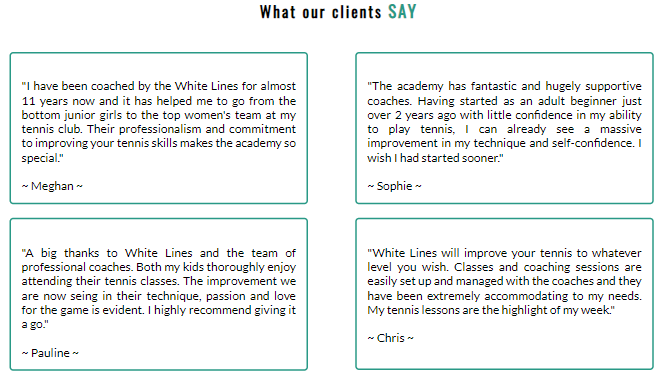 What our clients SAY
"I have been coached by the White Lines for almost
11 years now and it has helped me to go from the
bottom junior girls to the top women's team at my
tennis club. Their professionalism and commitment
to improving your tennis skills makes the academy so
special."
~ Meghan ~
"The academy has fantastic and hugely supportive
coaches. Having started as an adult beginner just
over 2 years ago with little confidence in my ability
to play tennis, I can already see a massive
improvement in my technique and self-confidence. I
wish I had started sooner."
~ Sophie ~
"A big thanks to White Lines and the team of
professional coaches. Both my kids thoroughly enjoy
attending their tennis classes. The improvement we
are now seing in their technique, passion and love
for the game is evident. I highly recommend giving it
a go."
~ Pauline ~
"White Lines will improve your tennis to whatever
level you wish. Classes and coaching sessions are
easily set up and managed with the coaches and they
have been extremely accommodating to my needs.
My tennis lessons are the highlight of my week."
~ Chris ~